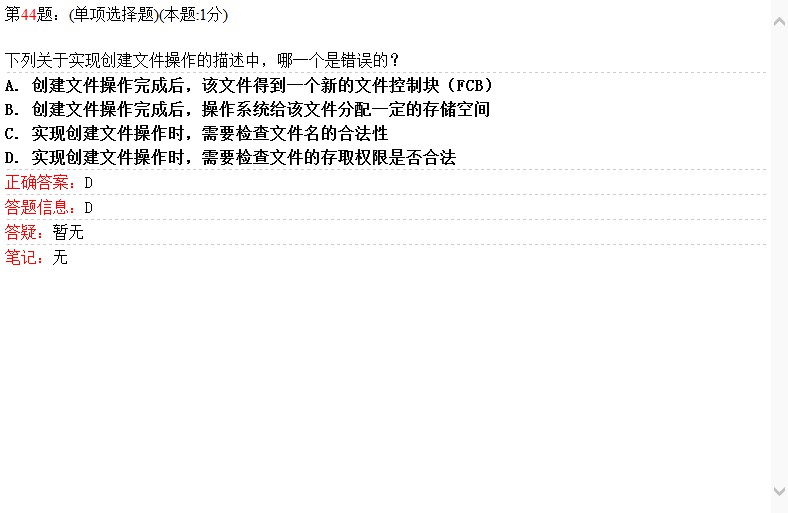 第44题：(单项选择题)(本题:1分)
下列关于实现创建文件操作的描述中，哪一个是错误的？
A. 创建文件操作完成后，该文件得到一个新的文件控制块（FCB）
B. 创建文件操作完成后，操作系统给该文件分配一定的存储空间
C. 实现创建文件操作时，需要检查文件名的合法性
D. 实现创建文件操作时，需要检查文件的存取权限是否合法
正确答案：D
答题信息：D
答疑：暂无
笔记：无